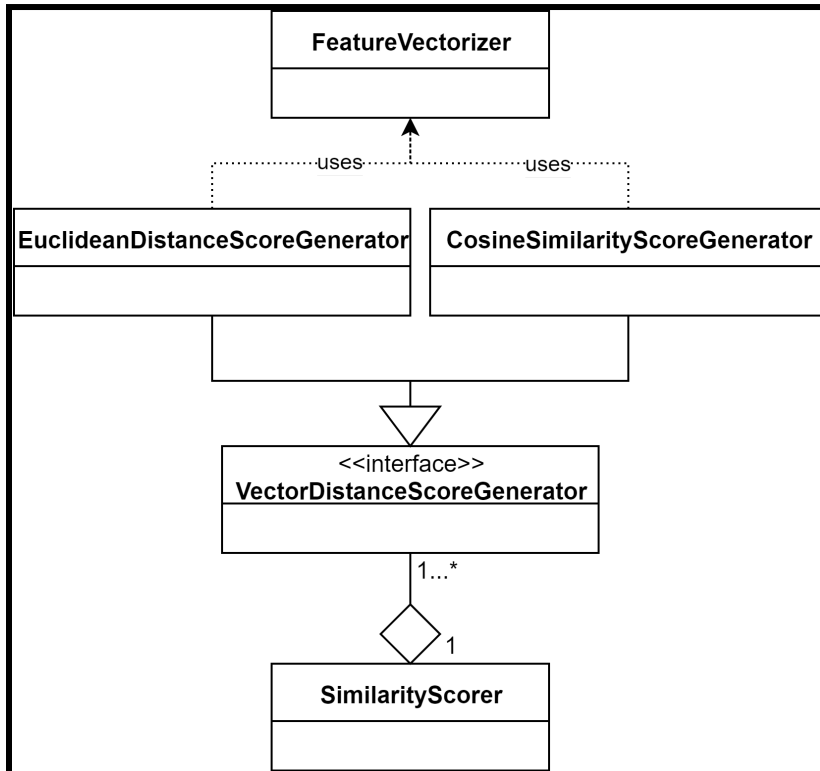 FeatureVectorizer
uses
uses
EuclideanDistanceScoreGenerator
CosineSimilarityScoreGenerator
<<interface>>
VectorDistanceScoreGenerator
1...*
1
SimilarityScorer